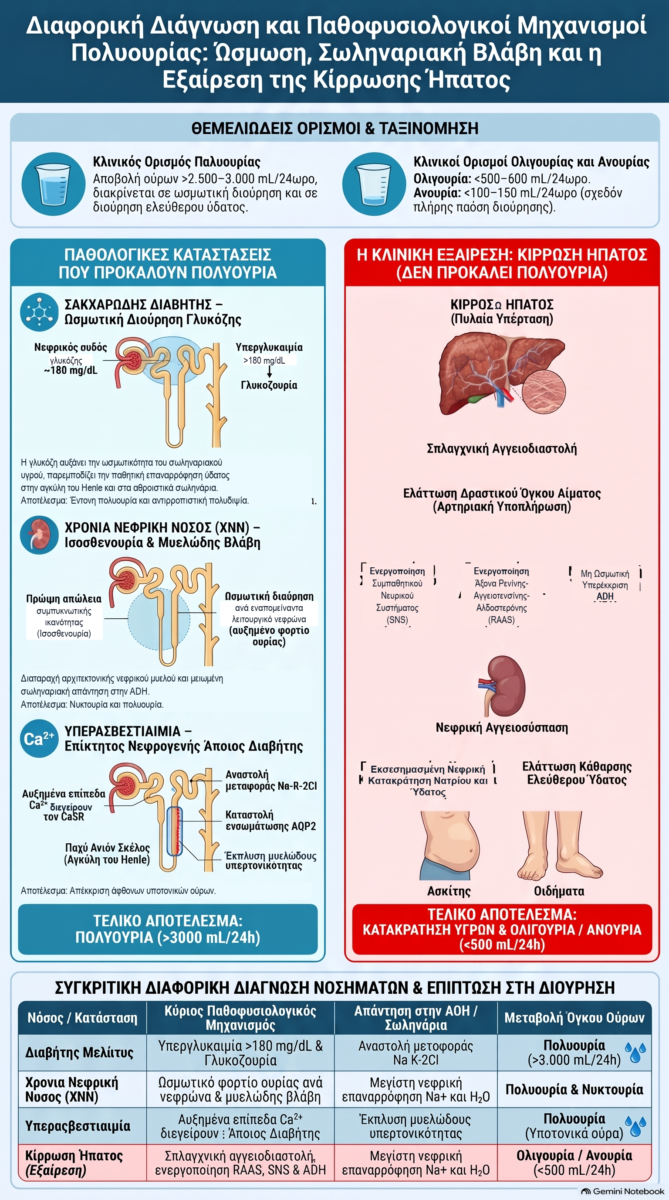 Διαφορική Διάγνωση και Παθοφυσιολογικοί Μηχανισμοί
Πολυουρίας: Ώσμωση, Σωληναριακή Βλάβη και η
Εξαίρεση της Κίρρωσης Ήπατος
ΘΕΜΕΛΙΩΔΕΙΣ ΟΡΙΣΜΟΙ & ΤΑΞΙΝΟΜΗΣΗ
Κλινικός Ορισμός Παλυουρίας
Αποβολή ούρων >2.500–3.000 mL/24ωρο,
διακρίνεται σε ωσμωτική διούρηση και σε
διούρηση ελεύθερου ύδατος.
Κλινικοί Ορισμοί Ολιγουρίας και Ανουρίας
Ολιγουρία: <500–600 mL/24ωρο.
Ανουρία: <100–150 mL/24ωρο (σχεδόν
πλήρης παόση διούρησης).
ΠΑΘΟΛΟΓΙΚΕΣ ΚΑΤΑΣΤΑΣΕΙΣ
ΠΟΥ ΠΡΟΚΑΛΟΥΝ ΠΟΛΥΟΥΡΙΑ
ΣΑΚΧΑΡΩΔΗΣ ΔΙΑΒΗΤΗΣ –
Ωσμωτική Διούρηση Γλυκόζης
Νεφρικός συδός
γλυκόζης
~180 mg/dL
Υπεργλυκαιμία
>180 mg/dL
Γλυκοζουρία
Η γλυκόζη αυξάνει την ωσμωτικότητα του σωληναριακού
υγρού, παρεμποδίζει την παθητική επαναρρόφηση ύδατος
στην αγκύλη του Henle και στα αθροιστικά σωληνάρια.
Αποτέλεσμα: Έντονη πολυουρία και αντιρροπιστική πολυδιψία.
1.
ΧΡΟΝΙΑ ΝΕΦΡΙΚΗ ΝΟΣΟΣ (ΧΝΝ) –
Ισοσθενουρία & Μυελώδης Βλάβη
Πρώψη απώλεια
συμπυκνωτικής
ικανότητας
(Ισοσθενουρία)
Ωσμωτική διαύρηση
ανά εναπομείναντα
λειτουργικό νεφρώνα
(αυξημένο φορτίο
ουρίας)
Διαταραχή αρχιτεκτονικής νεφρικού μυελού και μειωμένη
σωληναριακή απάντηση στην ADH.
Αποτέλεσμα: Νυκτουρία και πολυουρία.
Ca²⁺
ΥΠΕΡΑΣΒΕΣΤΙΑΙΜΙΑ –
Επίκτητος Νεφρογενής Άποιος Διαβήτης
Αυξημένα επίπεδα
Ca²⁺ διεγείρουν
τον CaSR
Παχύ Ανιόν Σκέλος
(Αγκύλη του Henle)
Αναστολή
μεταφοράς Na-R-2Cl
Καταστολή
ενσωμάτωσης AQP2
Έκπλυση μυελώδους
υπερτονικότητας
Αποτέλεσμα: Απέκκριση άφθονων υποτονικών ούρων.
ΤΕΛΙΚΟ ΑΠΟΤΕΛΕΣΜΑ:
ΠΟΛΥΟΥΡΙΑ (>3000 mL/24h)
Η ΚΛΙΝΙΚΗ ΕΞΑΙΡΕΣΗ: ΚΙΡΡΩΣΗ ΗΠΑΤΟΣ
(ΔΕΝ ΠΡΟΚΑΛΕΙ ΠΟΛΥΟΥΡΙΑ)
ΚΙΡΡΟΣΩ ΗΠΑΤΟΣ
(Πυλαία Υπέρταση)
Σπλαγχνική Αγγειοδιαστολή
Ελάττωση Δραστικού Όγκου Αίματος
(Αρτηριακή Υποπλήρωση)
Ενεργοποίηση
Συμπαθητικού
Νευρικού
Συστήματος
(SNS)
Ενεργοποίηση
Άξονα Ρενίνης-
Αγγειοτενσίνης-
Αλδοστερόνης
(RAAS)
Μη Ωσμωτική
Υπερέκκριση
ADH
Νεφρική Αγγειοσύσπαση
Εκσεσημασμένη Νεφρική
Κατακράτηση Νατρίου και
Ύδατος
Ελάττωση Κάθαρσης
Ελεύθερου Ύδατος
Ασκίτης
Οιδήματα
ΤΕΛΙΚΟ ΑΠΟΤΕΛΕΣΜΑ:
ΚΑΤΑΚΡΑΤΗΣΗ ΥΓΡΩΝ & ΟΛΙΓΟΥΡΙΑ / ΑΝΟΥΡΙΑ
(<500 mL/24h)
ΣΥΓΚΡΙΤΙΚΗ ΔΙΑΦΟΡΙΚΗ ΔΙΑΓΝΩΣΗ ΝΟΣΗΜΑΤΩΝ & ΕΠΙΠΤΩΣΗ ΣΤΗ ΔΙΟΥΡΗΣΗ
Νόσος / Κατάσταση
Κύριος Παθοφυσιολογικός
Μηχανισμός
Απάντηση στην ΑΟΗ /
Σωληνάρια
Μεταβολή Όγκου Ούρων
Διαβήτης Μελίτυς
Υπεργλυκαιμία >180 mg/dL &
Γλυκοζουρία
Αναστολή μετοφοράς
Na K-2Cl
Πολυουρία
(>3.000 mL/24h)
Χρονια Νεφρική
Νυσος (ΧΝΝ)
Ωσμωτικό φορτίο ουρίας ανά
νεφρώνα & μυελώδης βλάβη
Μεγίστη νεφρική
επαναρρόφηση Na+ και H₂O
Πολυουρία & Νυκτουρία
Υπεραςβεστιαιμία
Αυξημένα επίπεδα Ca²⁺
διεγείρουν : Άποιος Διαβήτης
Έκπλυση μυελώδους
υπερτονικότητας
Πολυουρία
(Υποτονικά ούρα)
Κίρρωση Ήπατος
(Εξαίρεση)
Σπλαγχνική αγγειοδιαστολή,
ενεργοποίηση RAAS, SNS & ADH
Μεγίστη νεφρική
επαναρρόφηση Na+ και H₂O
Ολιγουρία / Ανουρία
(<500 mL/24h)
Gemini Notebook